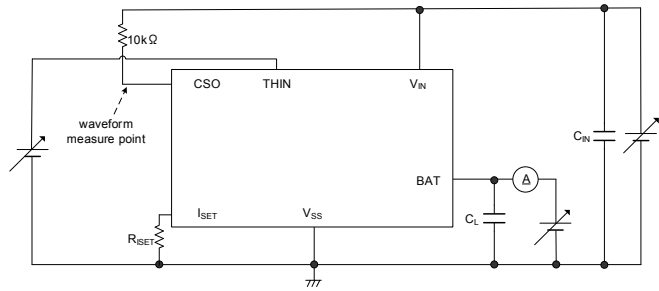 10kΩ
CSO
THIN
VIN
waveform
measure point
CIN
BAT
A
ISET
VSS
CL
RISET